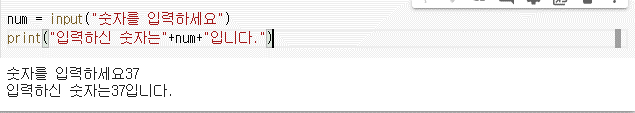 num = input("숫자를 입력하세요")
print("입력하신 숫자는"+num+"입니다.")
숫자를 입력하세요37
입력하신 숫자는37입니다.